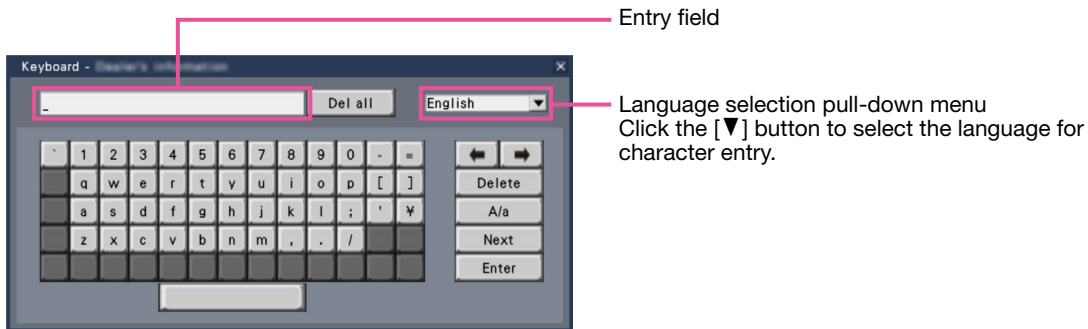 Entry field
Keyboard -
_ Del all English ▼
Language selection pull-down menu
Click the [▼] button to select the language for
character entry.
` 1 2 3 4 5 6 7 8 9 0 - = ← →
q w e r t y u i o p [ ] Delete
a s d f g h j k l ; ' ¥ A/a
z x c v b n m , . / Next
Enter